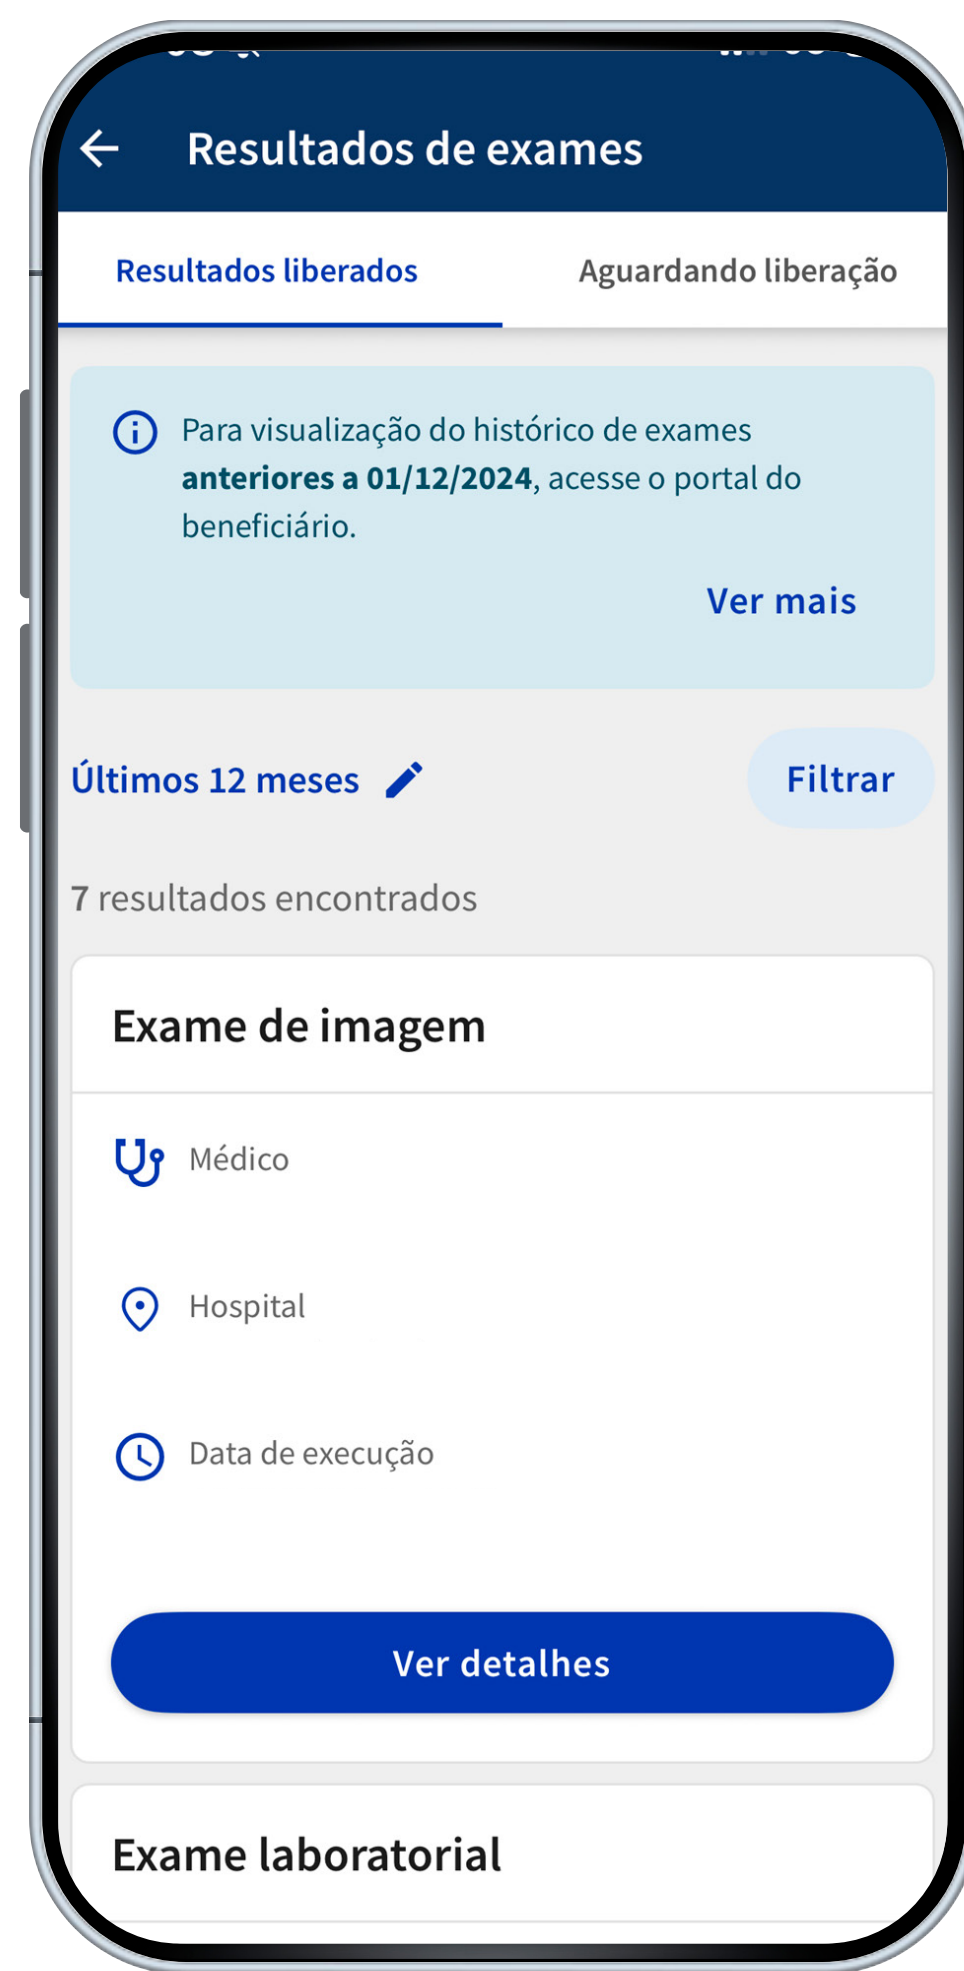 Resultados de exames
Resultados liberados
Aguardando liberação
Para visualização do histórico de exames
anteriores a 01/12/2024, acesse o portal do
beneficiário.
Ver mais
Últimos 12 meses
Filtrar
7 resultados encontrados
Exame de imagem
Médico
Hospital
Data de execução
Ver detalhes
Exame laboratorial